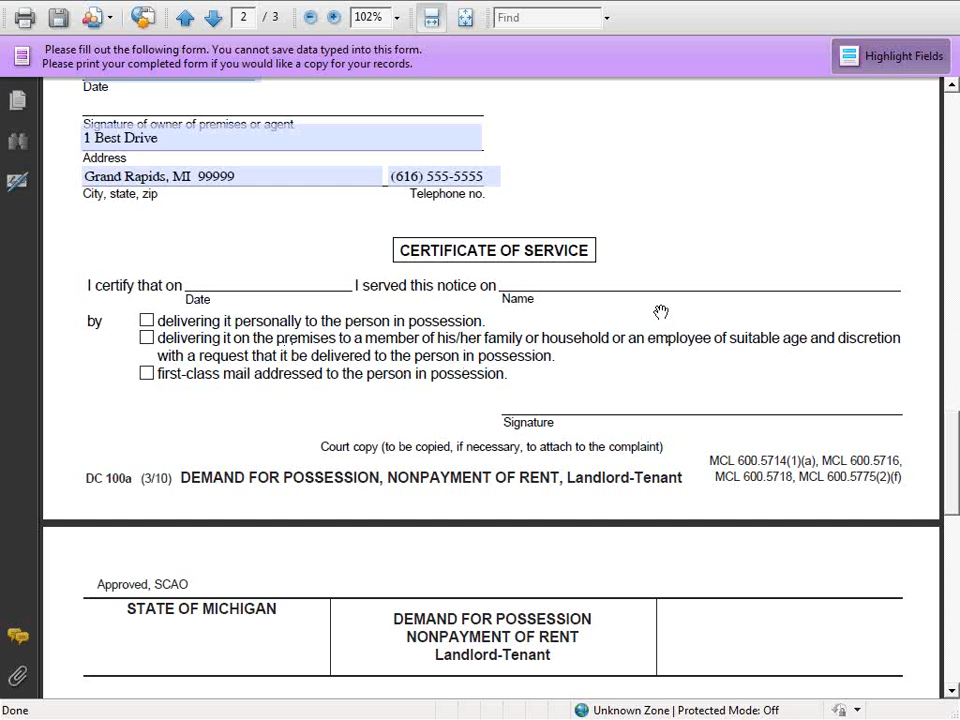 2 / 3 102% Find
Please fill out the following form. You cannot save data typed into this form.
Please print your completed form if you would like a copy for your records.
Highlight Fields
Date
Signature of owner of premises or agent
1 Best Drive
Address
Grand Rapids, MI 99999 (616) 555-5555
City, state, zip Telephone no.
CERTIFICATE OF SERVICE
I certify that on I served this notice on
Date Name
by delivering it personally to the person in possession.
delivering it on the premises to a member of his/her family or household or an employee of suitable age and discretion
with a request that it be delivered to the person in possession.
first-class mail addressed to the person in possession.
Signature
Court copy (to be copied, if necessary, to attach to the complaint)
MCL 600.5714(1)(a), MCL 600.5716,
DC 100a (3/10) DEMAND FOR POSSESSION, NONPAYMENT OF RENT, Landlord-Tenant MCL 600.5718, MCL 600.5775(2)(f)
Approved, SCAO
STATE OF MICHIGAN
DEMAND FOR POSSESSION
NONPAYMENT OF RENT
Landlord-Tenant
Done Unknown Zone | Protected Mode: Off